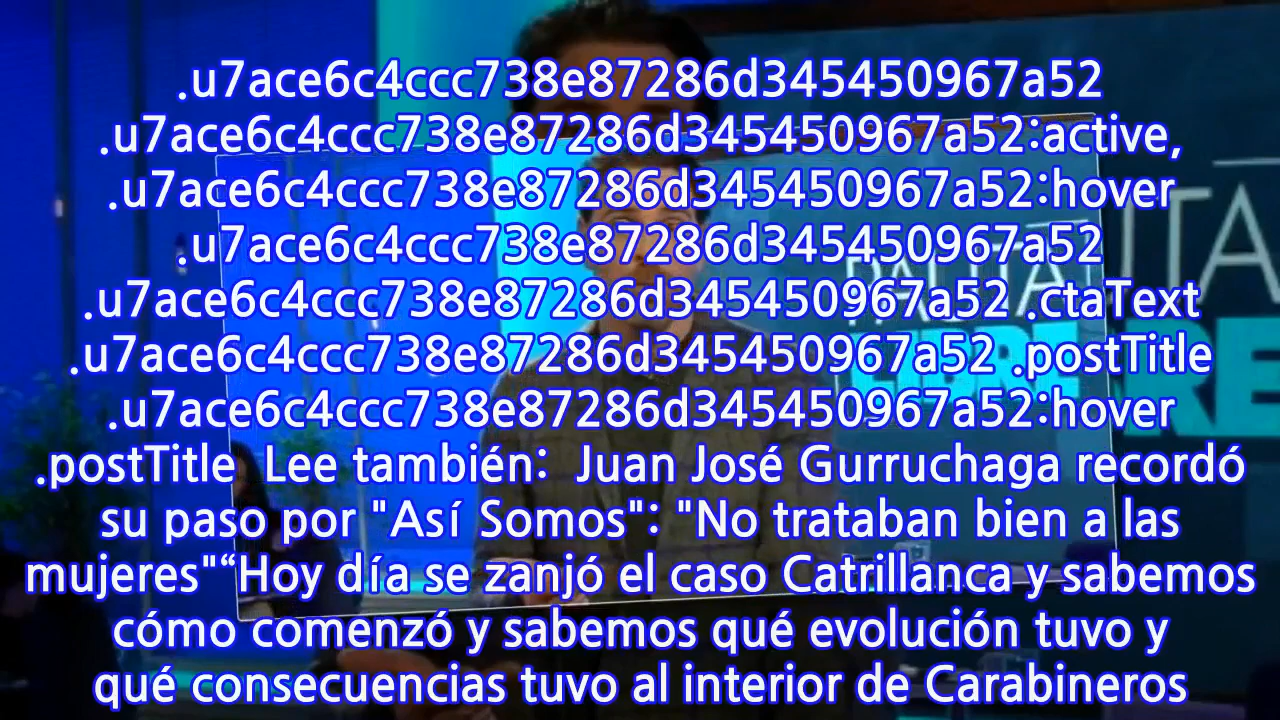 .u7ace6c4ccc738e87286d345450967a52
.u7ace6c4ccc738e87286d345450967a52:active,
.u7ace6c4ccc738e87286d345450967a52:hover
.u7ace6c4ccc738e87286d345450967a52
.u7ace6c4ccc738e87286d345450967a52 .ctaText
.u7ace6c4ccc738e87286d345450967a52 .postTitle
.u7ace6c4ccc738e87286d345450967a52:hover
.postTitle  Lee también:  Juan José Gurruchaga recordó
su paso por "Así Somos": "No trataban bien a las
mujeres"“Hoy día se zanjó el caso Catrillanca y sabemos
cómo comenzó y sabemos qué evolución tuvo y
qué consecuencias tuvo al interior de Carabineros